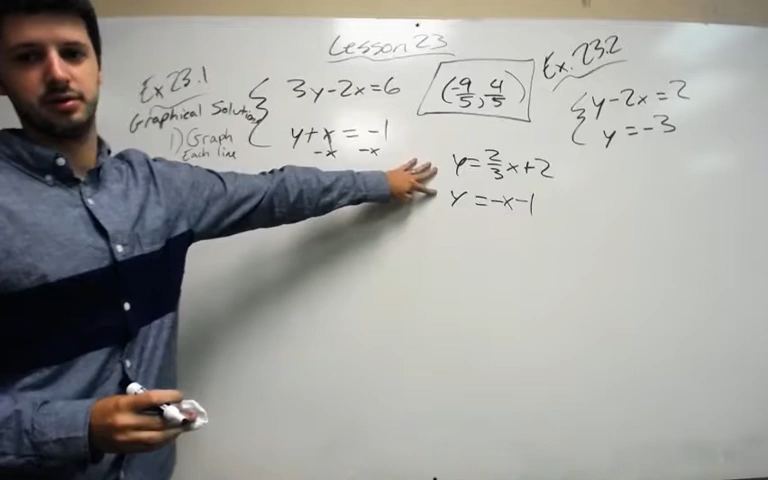 Lesson 23
Ex 23.1
Graphical Solution
1) Graph
Each line
3y-2x=6
y+x=-1
-x -x
(-9/5, 4/5)
y=2/3x+2
y=-x-1
Ex. 23.2
y-2x=2
y=-3